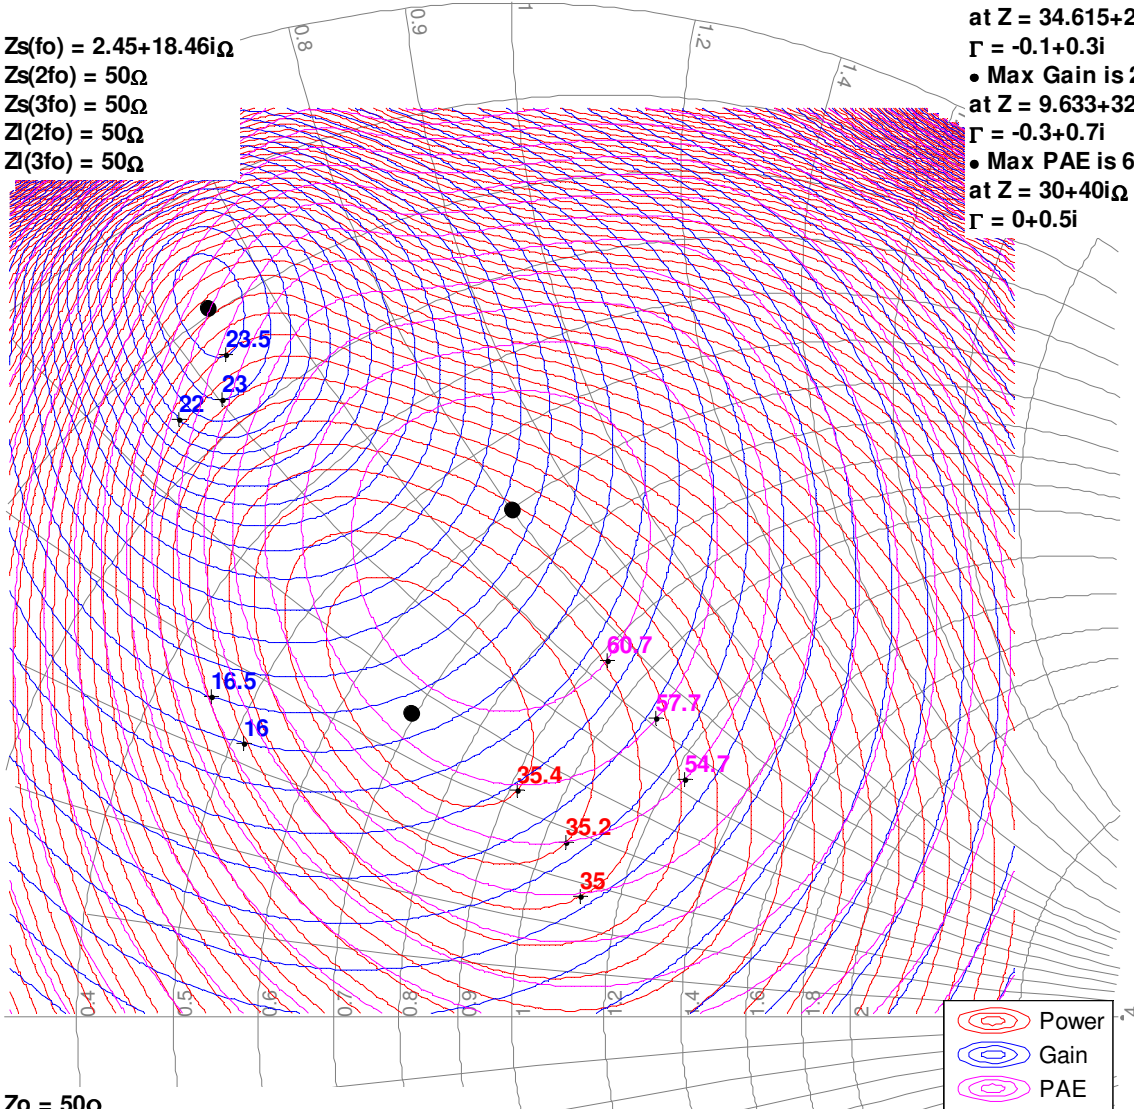 Zs(fo) = 2.45+18.46iΩ
Zs(2fo) = 50Ω
Zs(3fo) = 50Ω
Zl(2fo) = 50Ω
Zl(3fo) = 50Ω
0.8
0.9
1
1.2
1.4
at Z = 34.615+2
Γ = -0.1+0.3i
• Max Gain is 2
at Z = 9.633+32
Γ = -0.3+0.7i
• Max PAE is 6
at Z = 30+40iΩ
Γ = 0+0.5i
23.5
23
22
60.7
16.5
57.7
16
54.7
35.4
35.2
35
0.4
0.5
0.6
0.7
0.8
0.9
1
1.2
1.4
1.6
1.8
2
4
Power
Gain
PAE
Zo = 50Ω